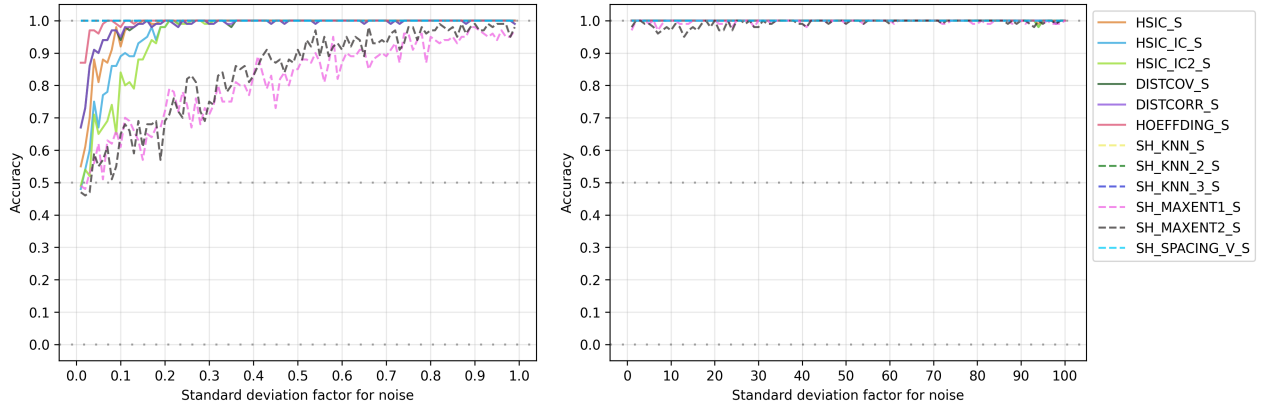 1.0
0.9
0.8
0.7
0.6
0.5
0.4
0.3
0.2
0.1
0.0
Accuracy
0.0 0.1 0.2 0.3 0.4 0.5 0.6 0.7 0.8 0.9 1.0
Standard deviation factor for noise
1.0
0.9
0.8
0.7
0.6
0.5
0.4
0.3
0.2
0.1
0.0
Accuracy
0 10 20 30 40 50 60 70 80 90 100
Standard deviation factor for noise
HSIC_S
HSIC_IC_S
HSIC_IC2_S
DISTCOV_S
DISTCORR_S
HOEFFDING_S
SH_KNN_S
SH_KNN_2_S
SH_KNN_3_S
SH_MAXENT1_S
SH_MAXENT2_S
SH_SPACING_V_S